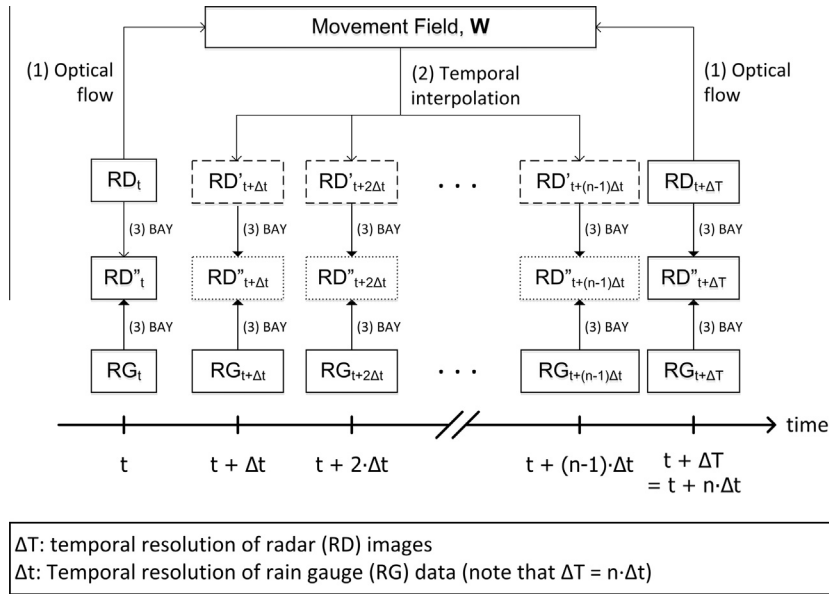 Movement Field, W
(1) Optical flow
(2) Temporal interpolation
(1) Optical flow
RDt
RD't+Δt
RD't+2Δt
. . .
RD't+(n-1)Δt
RDt+ΔT
(3) BAY
(3) BAY
(3) BAY
(3) BAY
(3) BAY
RD"t
RD"t+Δt
RD"t+2Δt
RD"t+(n-1)Δt
RD"t+ΔT
(3) BAY
(3) BAY
(3) BAY
(3) BAY
(3) BAY
RGt
RGt+Δt
RGt+2Δt
. . .
RGt+(n-1)Δt
RGt+ΔT
time
t
t + Δt
t + 2·Δt
t + (n-1)·Δt
t + ΔT
= t + n·Δt
ΔT: temporal resolution of radar (RD) images
Δt: Temporal resolution of rain gauge (RG) data (note that ΔT = n·Δt)